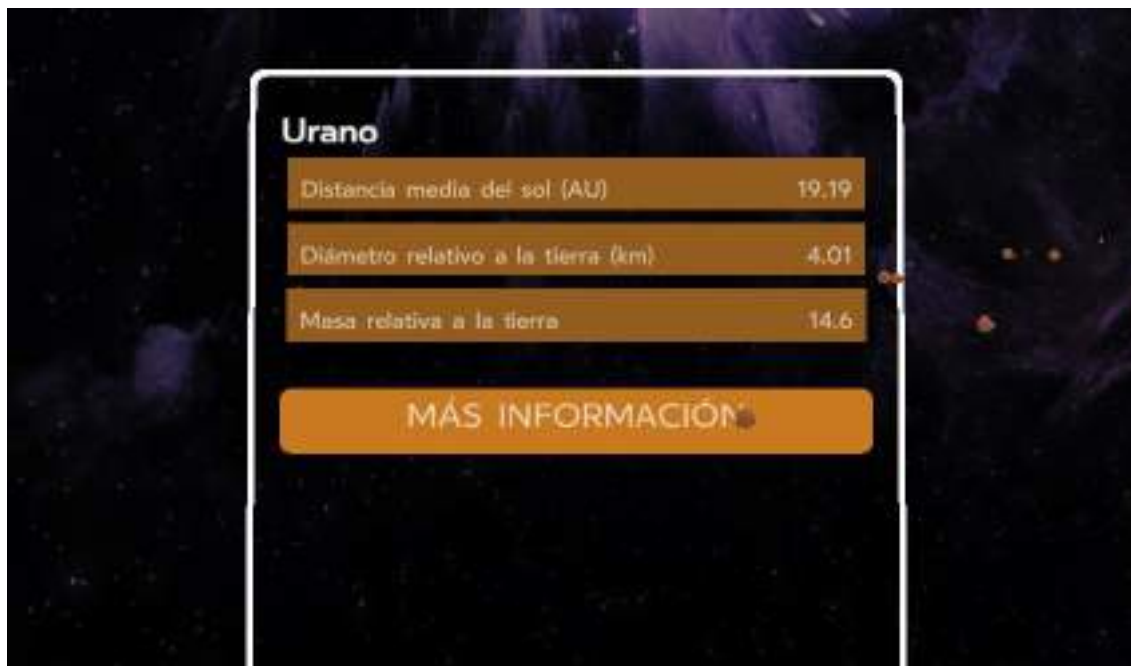 Urano
Distancia media del sol (AU) 19.19
Diámetro relativo a la tierra (km) 4.01
Masa relativa a la tierra 14.6
MÁS INFORMACIÓN